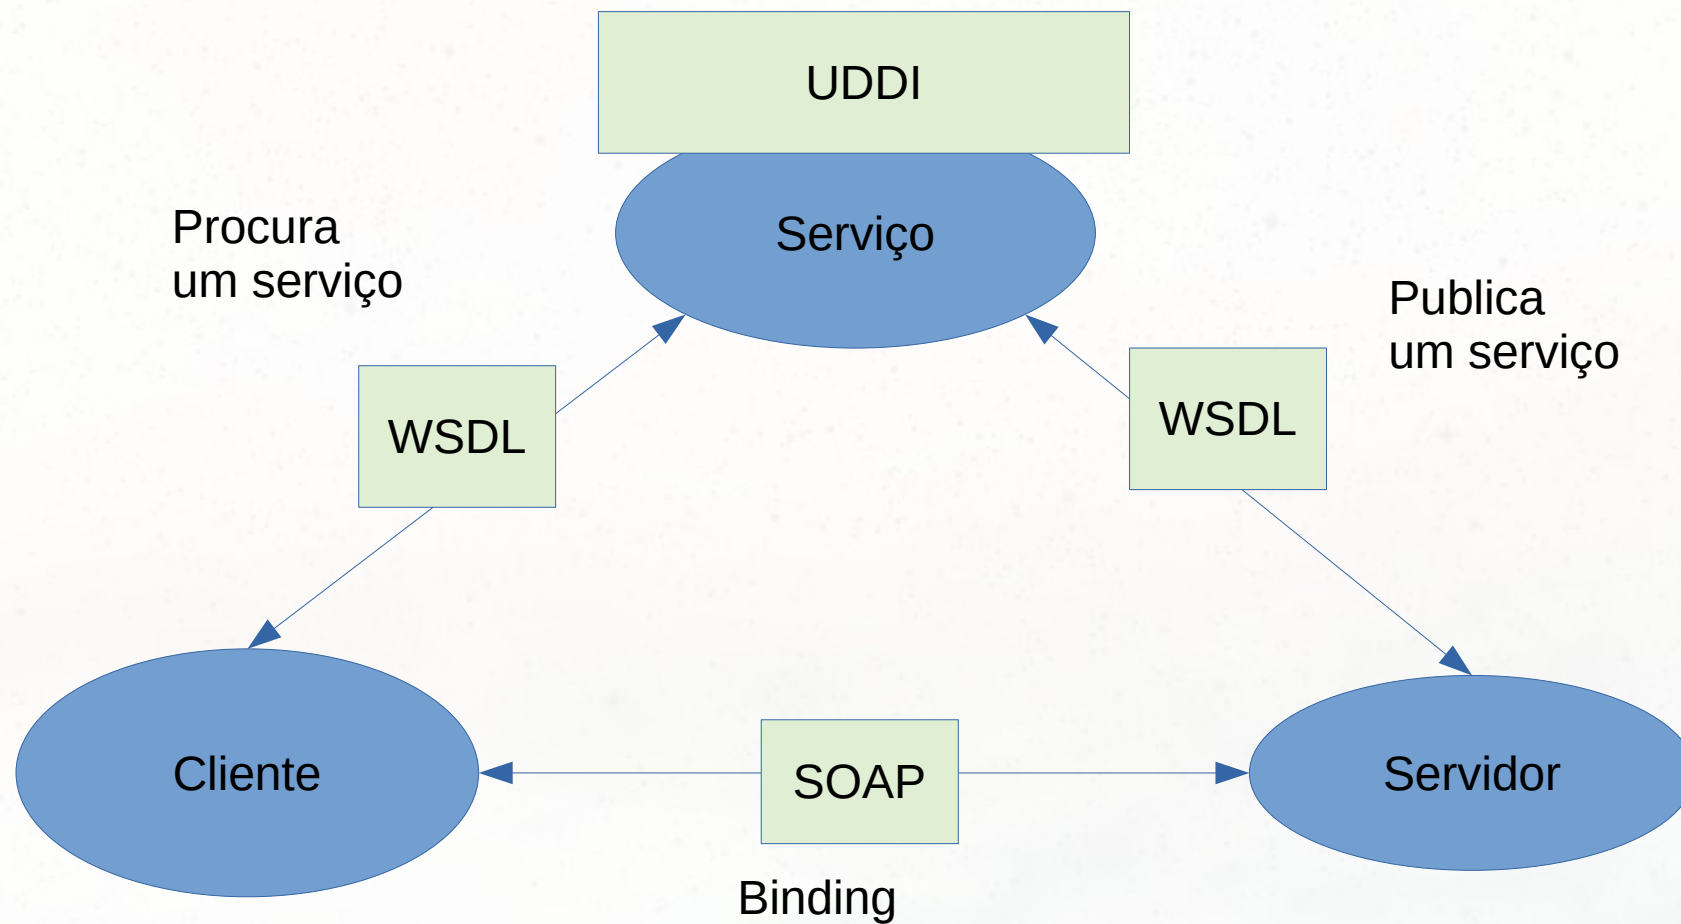 UDDI
Serviço
Procura
um serviço
Publica
um serviço
WSDL
WSDL
Cliente
SOAP
Servidor
Binding